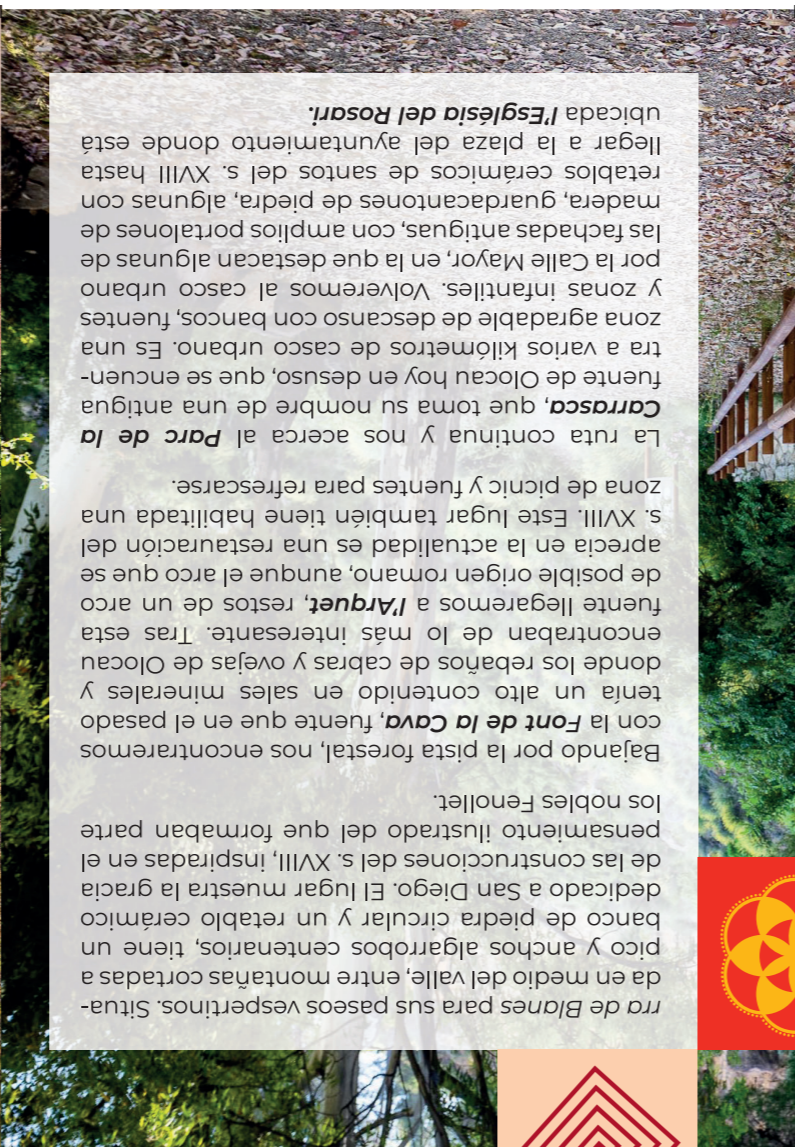 rra de Blanes para sus paseos vespertinos. Situa-
da en medio del valle, entre montañas cortadas a
pico y anchos algarrobos centenarios, tiene un
banco de piedra circular y un retablo cerámico
dedicado a San Diego. El lugar muestra la gracia
de las construcciones del s. XVIII, inspiradas en el
pensamiento ilustrado del que formaban parte
los nobles Fenollet.
Bajando por la pista forestal, nos encontraremos
con la Font de la Cava, fuente que en el pasado
tenía un alto contenido en sales minerales y
donde los rebaños de cabras y ovejas de Olocau
encontraban de lo más interesante. Tras esta
fuente llegaremos a l'Arquet, restos de un arco
de posible origen romano, aunque el arco que se
aprecia en la actualidad es una restauración del
s. XVIII. Este lugar también tiene habilitada una
zona de picnic y fuentes para refrescarse.
La ruta continua y nos acerca al Parc de la
Carrasca, que toma su nombre de una antigua
fuente de Olocau hoy en desuso, que se encuen-
tra a varios kilómetros de casco urbano. Es una
zona agradable de descanso con bancos, fuentes
y zonas infantiles. Volveremos al casco urbano
por la Calle Mayor, en la que destacan algunas de
las fachadas antiguas, con amplios portalones de
madera, guardacantones de piedra, algunas con
retablos cerámicos de santos del s. XVIII hasta
llegar a la plaza del ayuntamiento donde está
ubicada l'Església del Rosari.